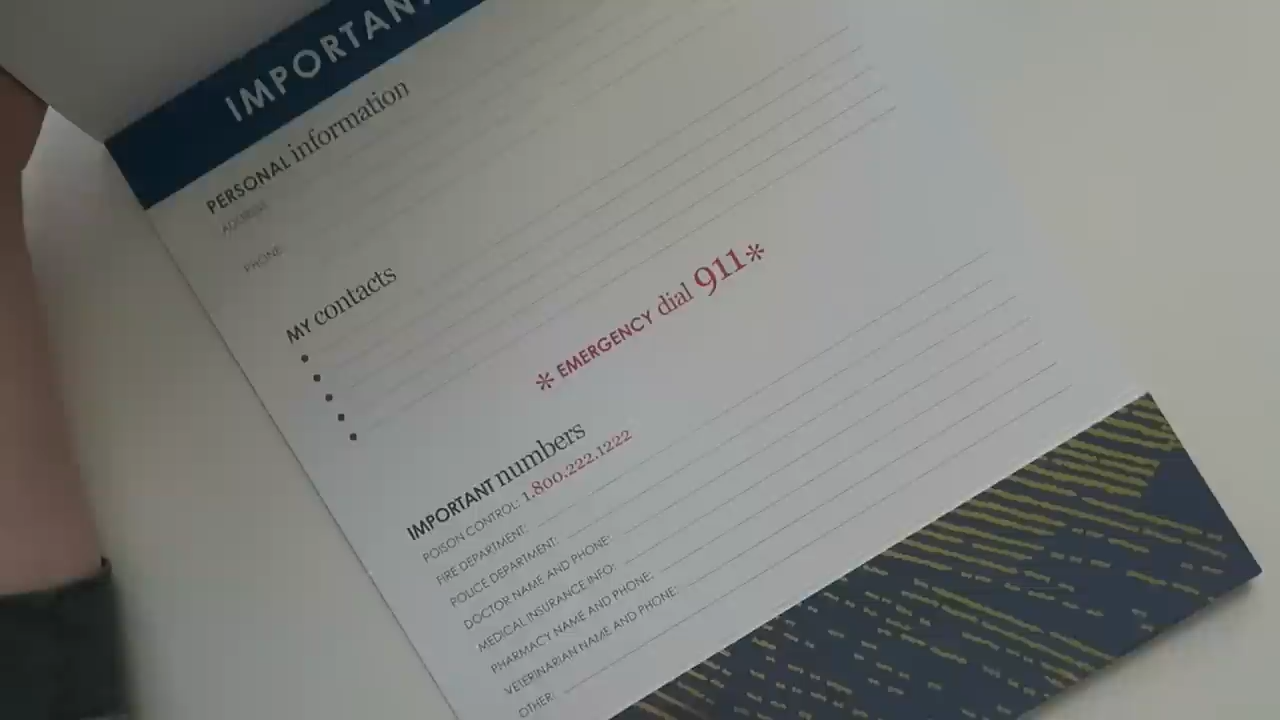 IMPORTANT
PERSONAL information
ADDRESS:
PHONE:
MY contacts
* EMERGENCY dial 911*
IMPORTANT numbers
POISON CONTROL: 1.800.222.1222
FIRE DEPARTMENT:
POLICE DEPARTMENT:
DOCTOR NAME AND PHONE:
MEDICAL INSURANCE INFO:
PHARMACY NAME AND PHONE:
VETERINARIAN NAME AND PHONE:
OTHER: